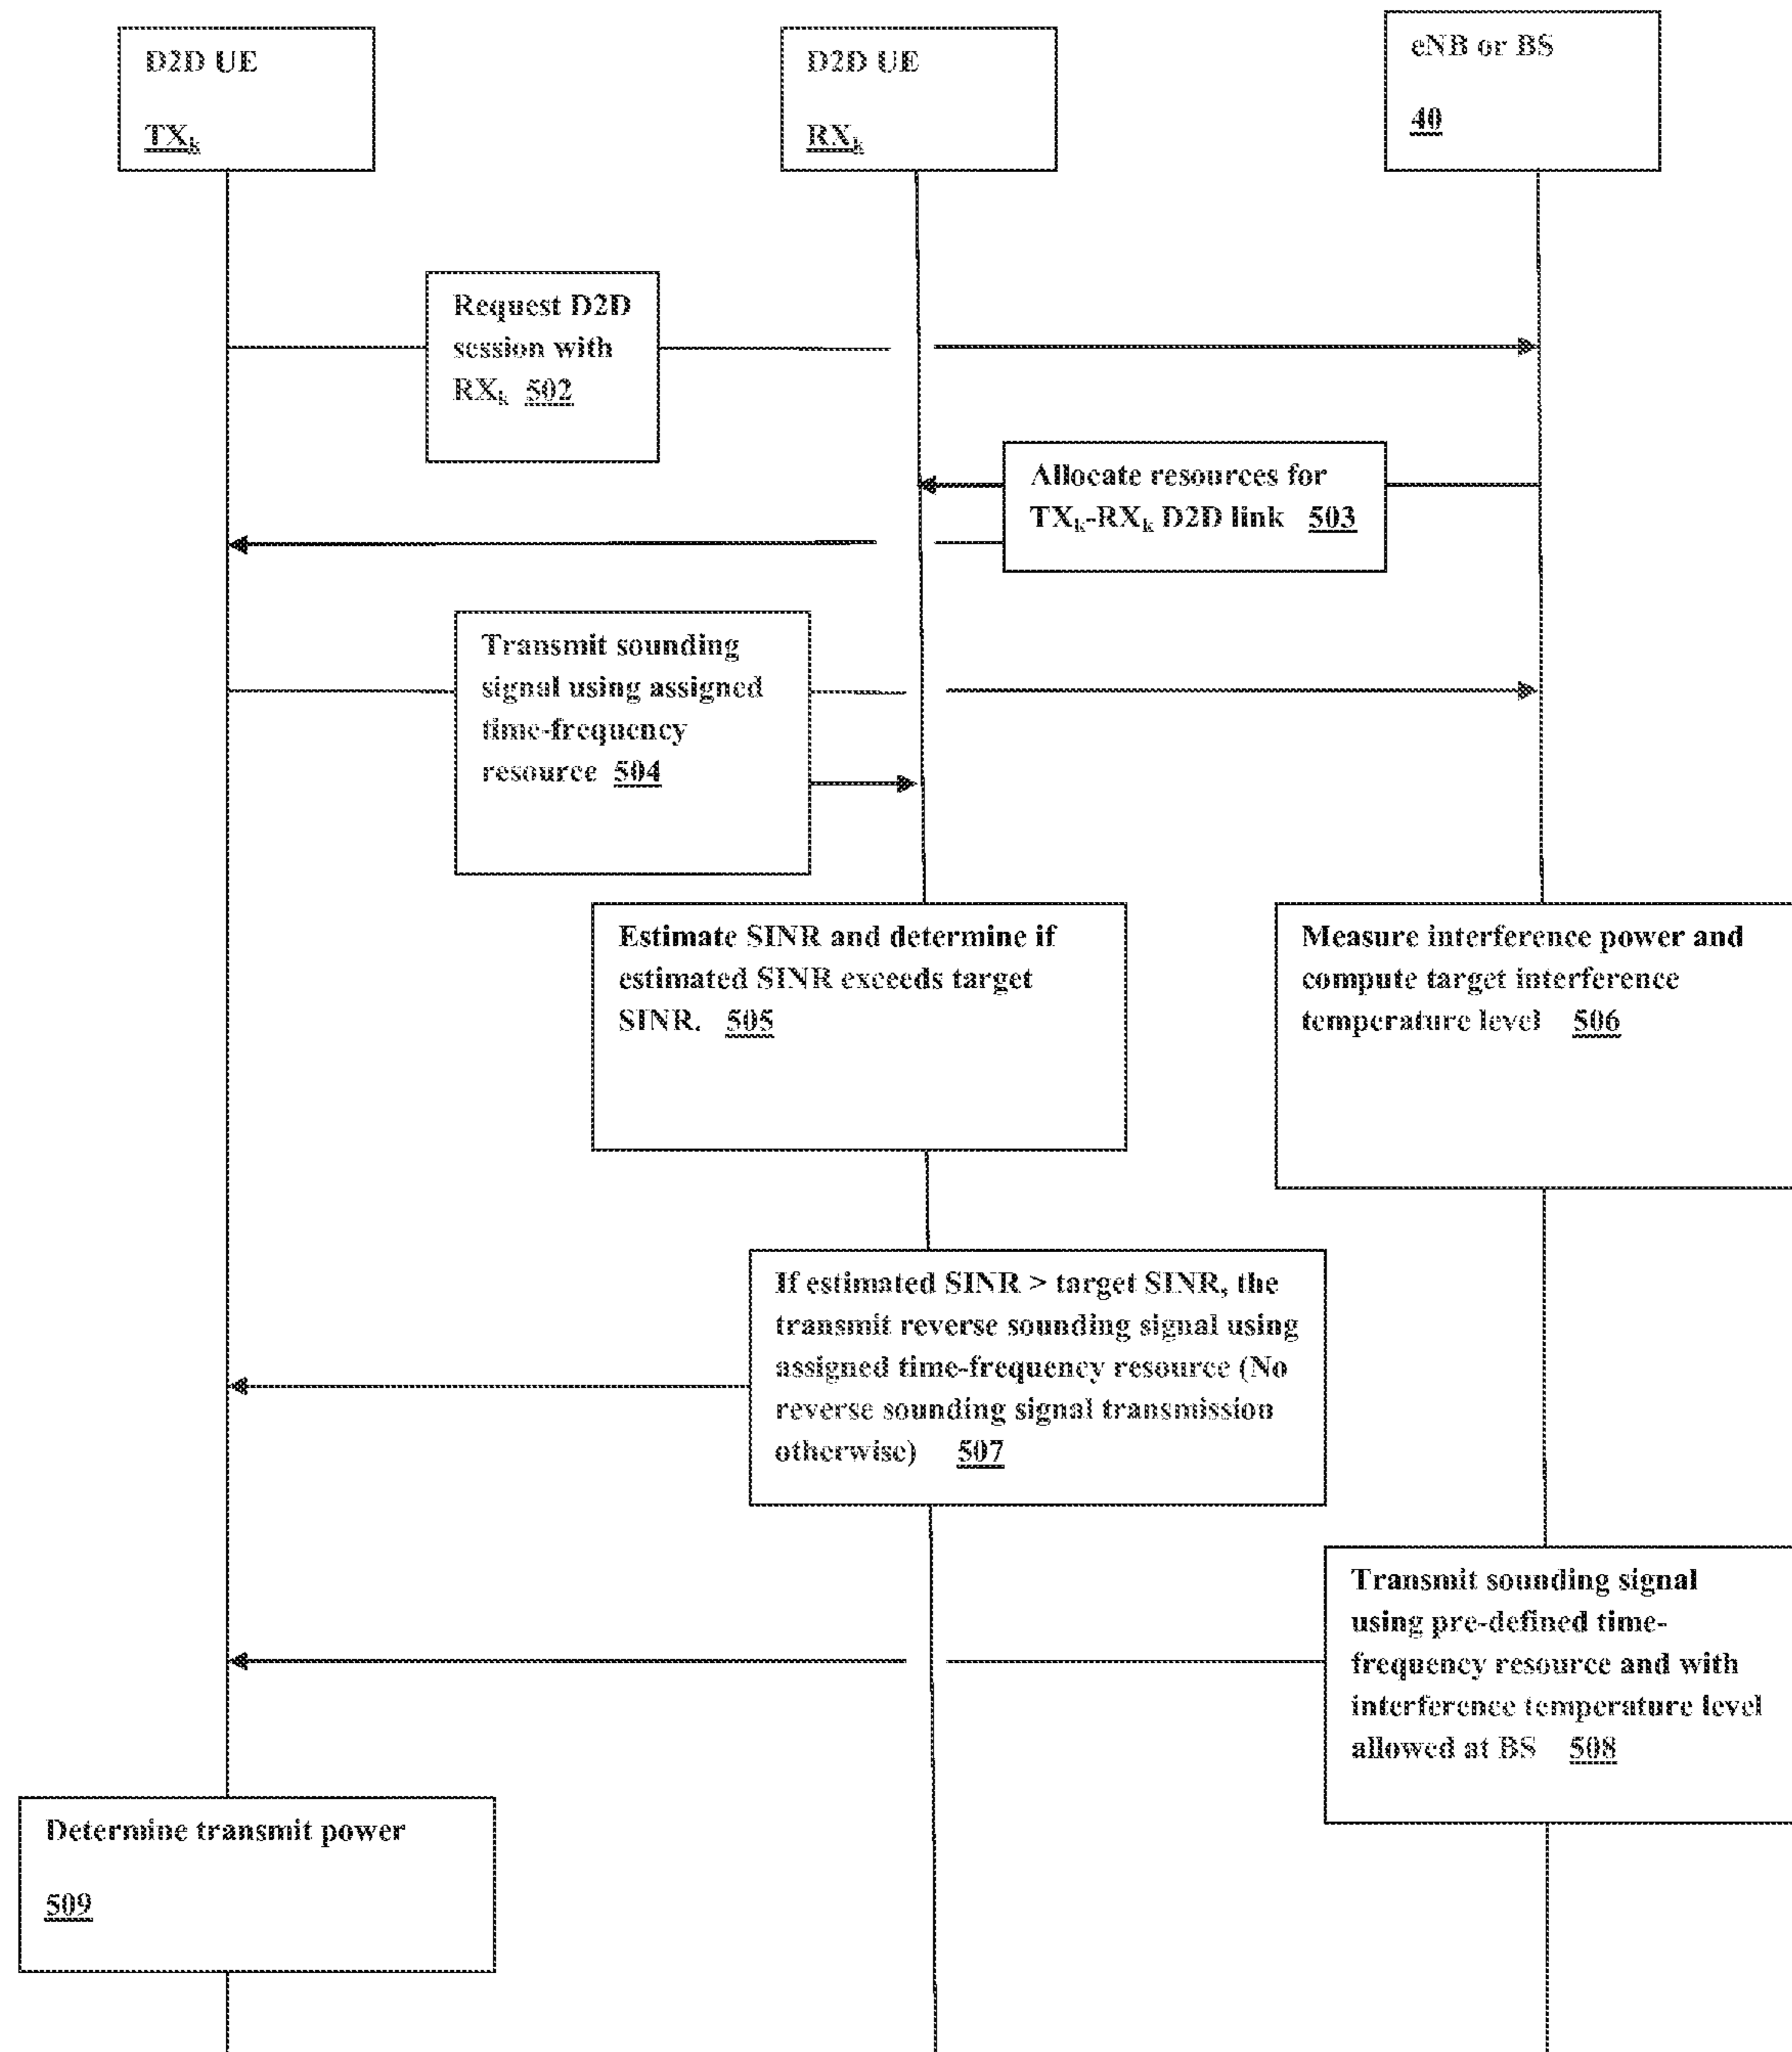 D2D UE
TXk
D2D UE
RXk
eNB or BS
40
Request D2D
session with
RXk 502
Allocate resources for
TXk-RXk D2D link 503
Transmit sounding
signal using assigned
time-frequency
resource 504
Estimate SINR and determine if
estimated SINR exceeds target
SINR. 505
Measure interference power and
compute target interference
temperature level 506
If estimated SINR > target SINR, the
transmit reverse sounding signal using
assigned time-frequency resource (No
reverse sounding signal transmission
otherwise) 507
Transmit sounding signal
using pre-defined time-
frequency resource and with
interference temperature level
allowed at BS 508
Determine transmit power
509